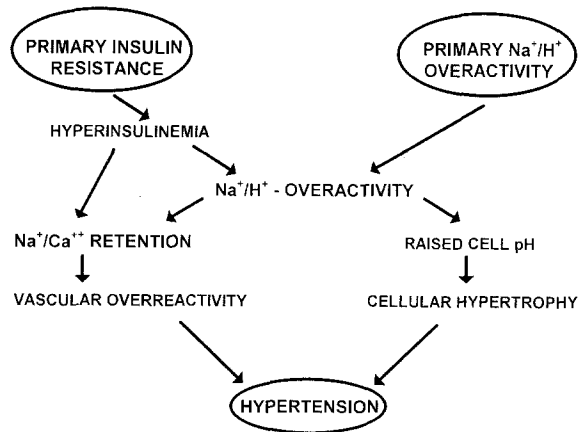 PRIMARY INSULIN
RESISTANCE
PRIMARY Na⁺/H⁺
OVERACTIVITY
HYPERINSULINEMIA
Na⁺/H⁺ - OVERACTIVITY
Na⁺/Ca⁺⁺ RETENTION
RAISED CELL pH
VASCULAR OVERREACTIVITY
CELLULAR HYPERTROPHY
HYPERTENSION